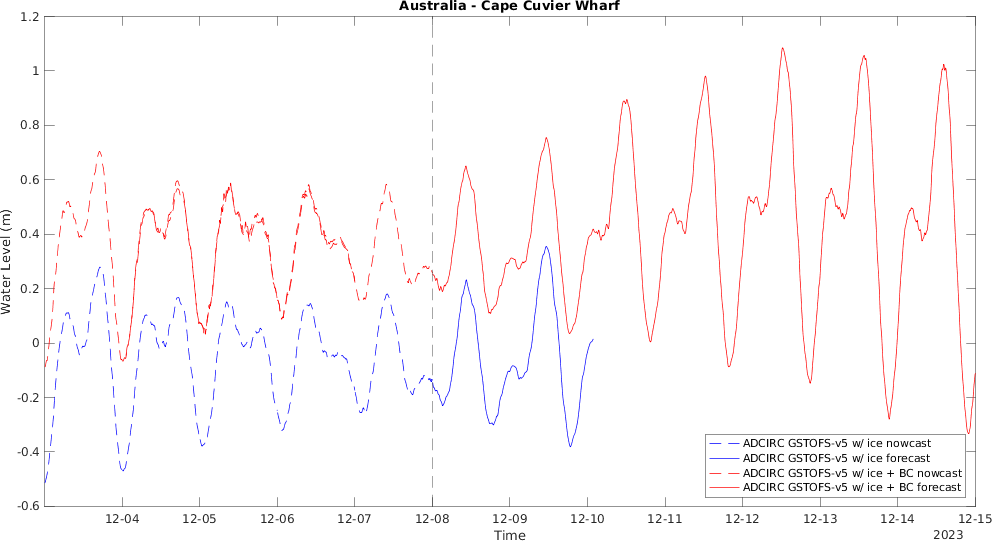 Australia - Cape Cuvier Wharf
1.2
1
0.8
0.6
0.4
0.2
0
-0.2
-0.4
-0.6
Water Level (m)
ADCIRC GSTOFS-v5 w/ ice nowcast
ADCIRC GSTOFS-v5 w/ ice forecast
ADCIRC GSTOFS-v5 w/ ice + BC nowcast
ADCIRC GSTOFS-v5 w/ ice + BC forecast
12-04 12-05 12-06 12-07 12-08 12-09 12-10 12-11 12-12 12-13 12-14 12-15
Time
2023